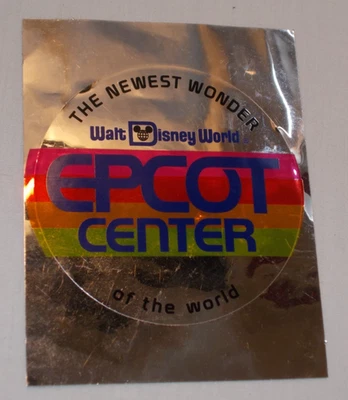 THE NEWEST WONDER
Walt Disney World
EPCOT
CENTER
of the world